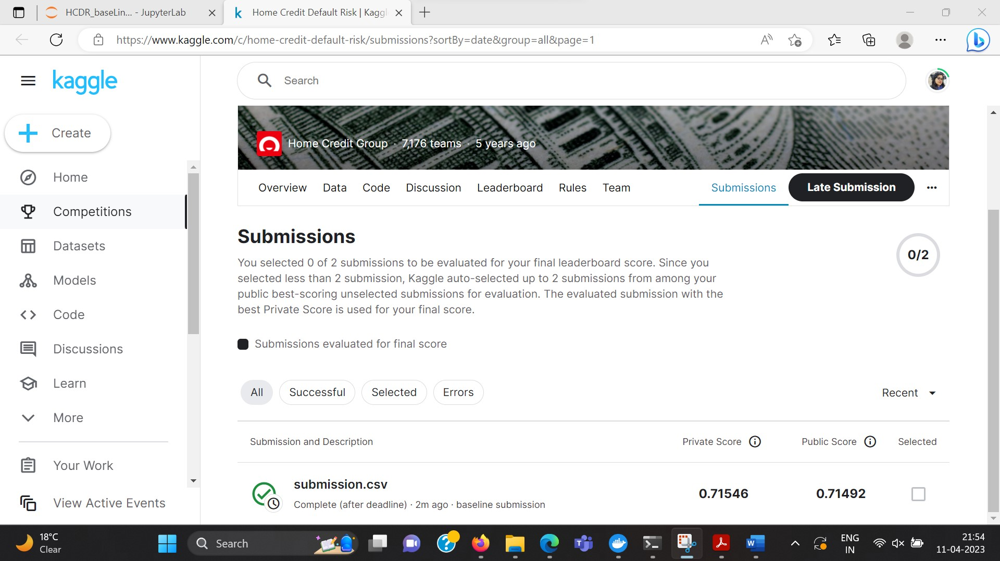 HCDR_baseLin... - JupyterLab
Home Credit Default Risk | Kaggl
https://www.kaggle.com/c/home-credit-default-risk/submissions?sortBy=date&group=all&page=1
kaggle
Search
Create
Home Credit Group · 7,176 teams · 5 years ago
Home
Competitions
Datasets
Models
Code
Discussions
Learn
More
Your Work
View Active Events
Overview Data Code Discussion Leaderboard Rules Team Submissions Late Submission
Submissions
0/2
You selected 0 of 2 submissions to be evaluated for your final leaderboard score. Since you
selected less than 2 submission, Kaggle auto-selected up to 2 submissions from among your
public best-scoring unselected submissions for evaluation. The evaluated submission with the
best Private Score is used for your final score.
Submissions evaluated for final score
All Successful Selected Errors Recent
Submission and Description Private Score Public Score Selected
submission.csv 0.71546 0.71492
Complete (after deadline) · 2m ago · baseline submission
18°C
Clear
Search
ENG
IN
21:54
11-04-2023